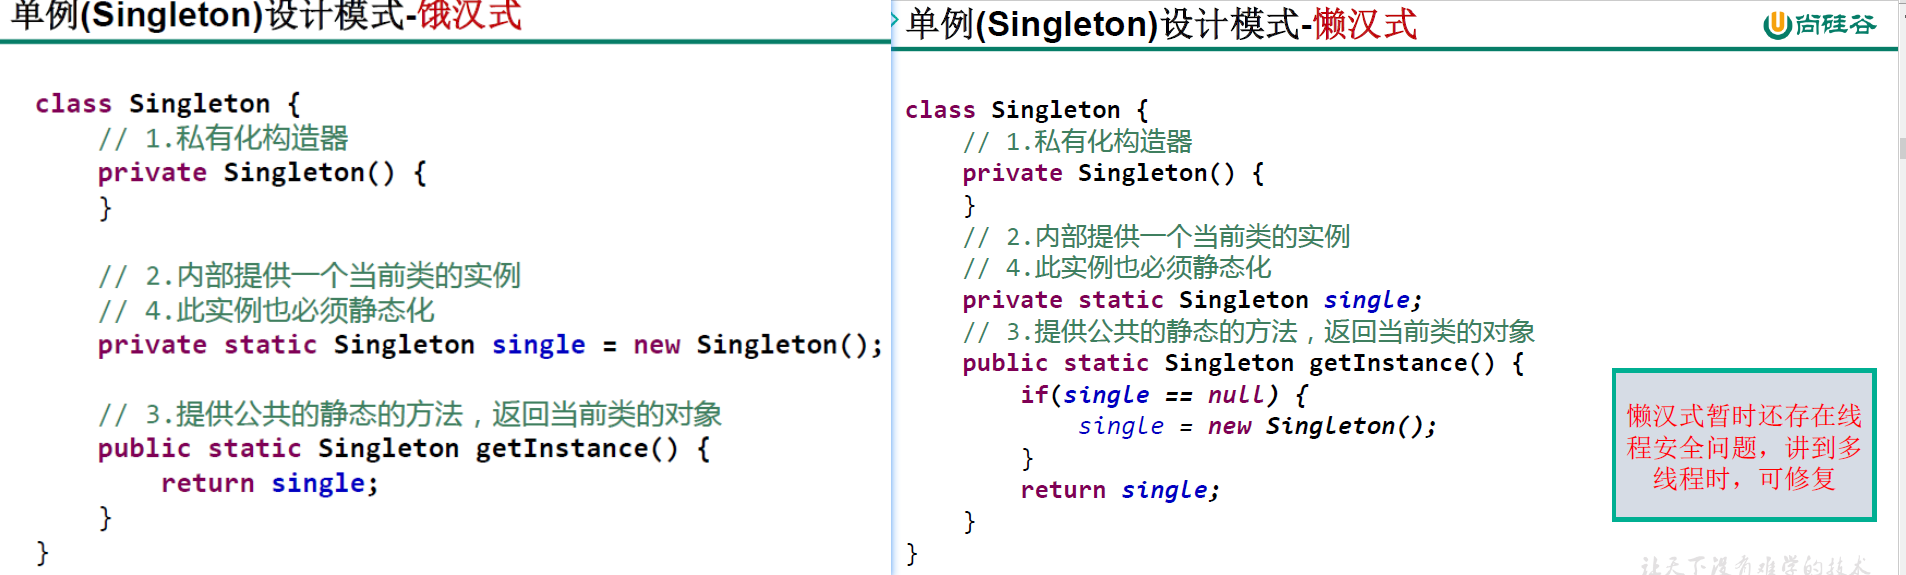 单例(Singleton)设计模式-饿汉式
class Singleton {
// 1.私有化构造器
private Singleton() {
}
// 2.内部提供一个当前类的实例
// 4.此实例也必须静态化
private static Singleton single = new Singleton();
// 3.提供公共的静态的方法，返回当前类的对象
public static Singleton getInstance() {
return single;
}
}
单例(Singleton)设计模式-懒汉式
尚硅谷
class Singleton {
// 1.私有化构造器
private Singleton() {
}
// 2.内部提供一个当前类的实例
// 4.此实例也必须静态化
private static Singleton single;
// 3.提供公共的静态的方法，返回当前类的对象
public static Singleton getInstance() {
if(single == null) {
single = new Singleton();
}
return single;
}
}
懒汉式暂时还存在线
程安全问题，讲到多
线程时，可修复
让天下没有难学的技术